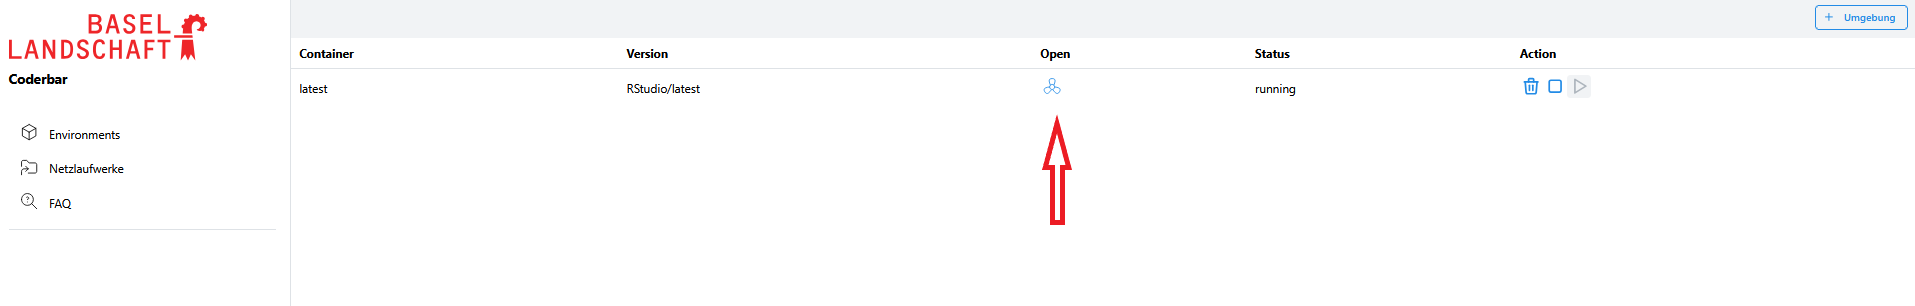 BASEL
LANDSCHAFT
Coderbar
Environments
Netzlaufwerke
FAQ
+ Umgebung
Container Version Open Status Action
latest RStudio/latest running